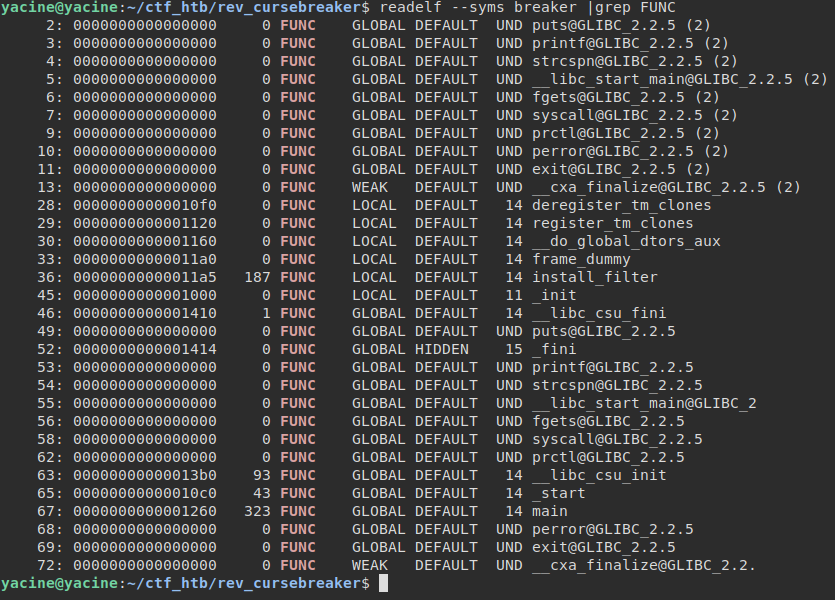 yacine@yacine:~/ctf_htb/rev_cursebreaker$ readelf --syms breaker |grep FUNC
     2: 0000000000000000     0 FUNC    GLOBAL DEFAULT  UND puts@GLIBC_2.2.5 (2)
     3: 0000000000000000     0 FUNC    GLOBAL DEFAULT  UND printf@GLIBC_2.2.5 (2)
     4: 0000000000000000     0 FUNC    GLOBAL DEFAULT  UND strcspn@GLIBC_2.2.5 (2)
     5: 0000000000000000     0 FUNC    GLOBAL DEFAULT  UND __libc_start_main@GLIBC_2.2.5 (2)
     6: 0000000000000000     0 FUNC    GLOBAL DEFAULT  UND fgets@GLIBC_2.2.5 (2)
     7: 0000000000000000     0 FUNC    GLOBAL DEFAULT  UND syscall@GLIBC_2.2.5 (2)
     9: 0000000000000000     0 FUNC    GLOBAL DEFAULT  UND prctl@GLIBC_2.2.5 (2)
    10: 0000000000000000     0 FUNC    GLOBAL DEFAULT  UND perror@GLIBC_2.2.5 (2)
    11: 0000000000000000     0 FUNC    GLOBAL DEFAULT  UND exit@GLIBC_2.2.5 (2)
    13: 0000000000000000     0 FUNC    WEAK   DEFAULT  UND __cxa_finalize@GLIBC_2.2.5 (2)
    28: 00000000000010f0     0 FUNC    LOCAL  DEFAULT   14 deregister_tm_clones
    29: 0000000000001120     0 FUNC    LOCAL  DEFAULT   14 register_tm_clones
    30: 0000000000001160     0 FUNC    LOCAL  DEFAULT   14 __do_global_dtors_aux
    33: 00000000000011a0     0 FUNC    LOCAL  DEFAULT   14 frame_dummy
    36: 00000000000011a5   187 FUNC    LOCAL  DEFAULT   14 install_filter
    45: 0000000000001000     0 FUNC    LOCAL  DEFAULT   11 _init
    46: 0000000000001410     1 FUNC    GLOBAL DEFAULT   14 __libc_csu_fini
    49: 0000000000000000     0 FUNC    GLOBAL DEFAULT  UND puts@GLIBC_2.2.5
    52: 0000000000001414     0 FUNC    GLOBAL HIDDEN    15 _fini
    53: 0000000000000000     0 FUNC    GLOBAL DEFAULT  UND printf@GLIBC_2.2.5
    54: 0000000000000000     0 FUNC    GLOBAL DEFAULT  UND strcspn@GLIBC_2.2.5
    55: 0000000000000000     0 FUNC    GLOBAL DEFAULT  UND __libc_start_main@GLIBC_2
    56: 0000000000000000     0 FUNC    GLOBAL DEFAULT  UND fgets@GLIBC_2.2.5
    58: 0000000000000000     0 FUNC    GLOBAL DEFAULT  UND syscall@GLIBC_2.2.5
    62: 0000000000000000     0 FUNC    GLOBAL DEFAULT  UND prctl@GLIBC_2.2.5
    63: 00000000000013b0    93 FUNC    GLOBAL DEFAULT   14 __libc_csu_init
    65: 00000000000010c0    43 FUNC    GLOBAL DEFAULT   14 _start
    67: 0000000000001260   323 FUNC    GLOBAL DEFAULT   14 main
    68: 0000000000000000     0 FUNC    GLOBAL DEFAULT  UND perror@GLIBC_2.2.5
    69: 0000000000000000     0 FUNC    GLOBAL DEFAULT  UND exit@GLIBC_2.2.5
    72: 0000000000000000     0 FUNC    WEAK   DEFAULT  UND __cxa_finalize@GLIBC_2.2.
yacine@yacine:~/ctf_htb/rev_cursebreaker$